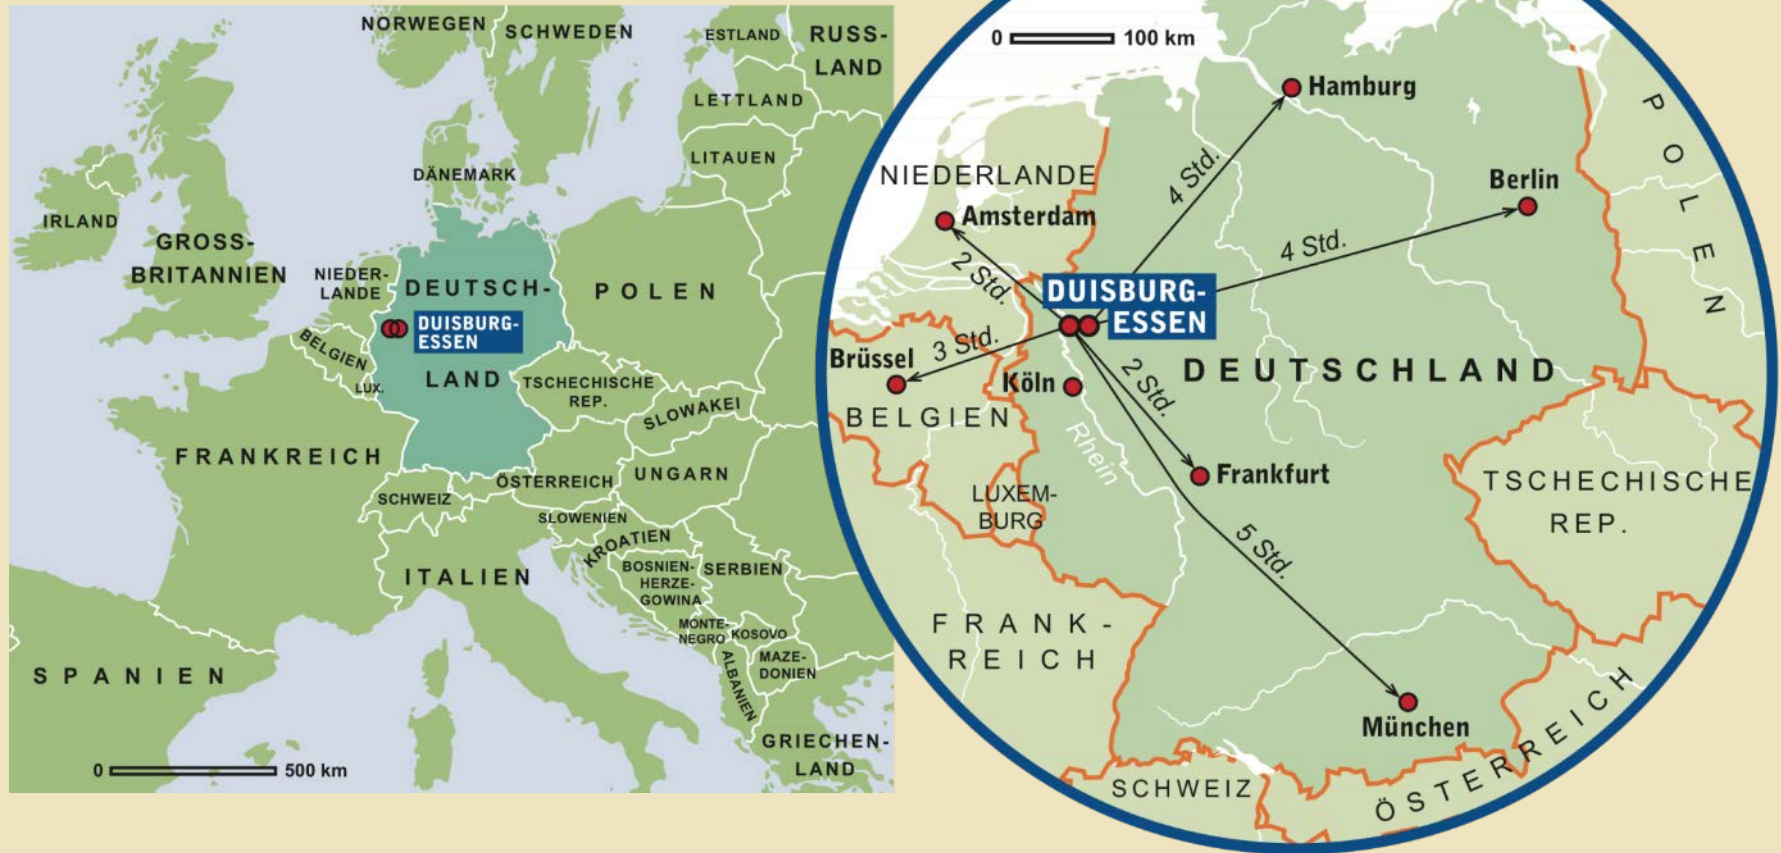 NORWEGEN
SCHWEDEN
ESTLAND
RUSS-
LAND
LETTLAND
LITAUEN
DÄNEMARK
IRLAND
GROSS-
BRITANNIEN
NIEDER-
LANDE
DEUTSCH-
LAND
POLEN
DUISBURG-
ESSEN
BELGIEN
LUX.
TSCHECHISCHE
REP.
SLOWAKEI
FRANKREICH
ÖSTERREICH
UNGARN
SCHWEIZ
SLOWENIEN
KROATIEN
ITALIEN
BOSNIEN-
HERZE-
GOWINA
SERBIEN
MONTE-
NEGRO
KOSOVO
MAZE-
DONIEN
ALBANIEN
SPANIEN
GRIECHEN-
LAND
0 500 km
0 100 km
Hamburg
POLEN
NIEDERLANDE
4 Std.
Berlin
Amsterdam
4 Std.
2 Std.
DUISBURG-
ESSEN
Brüssel
3 Std.
DEUTSCHLAND
Köln
2 Std.
BELGIEN
Rhein
Frankfurt
TSCHECHISCHE
REP.
LUXEM-
BURG
5 Std.
FRANK-
REICH
München
SCHWEIZ
ÖSTERREICH